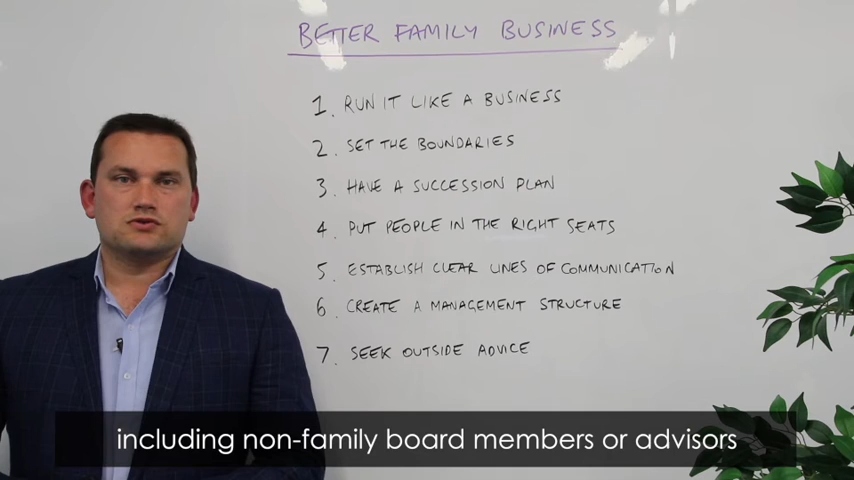 BETTER FAMILY BUSINESS
1. RUN IT LIKE A BUSINESS
2. SET THE BOUNDARIES
3. HAVE A SUCCESSION PLAN
4. PUT PEOPLE IN THE RIGHT SEATS
5. ESTABLISH CLEAR LINES OF COMMUNICATION
6. CREATE A MANAGEMENT STRUCTURE
7. SEEK OUTSIDE ADVICE
including non-family board members or advisors